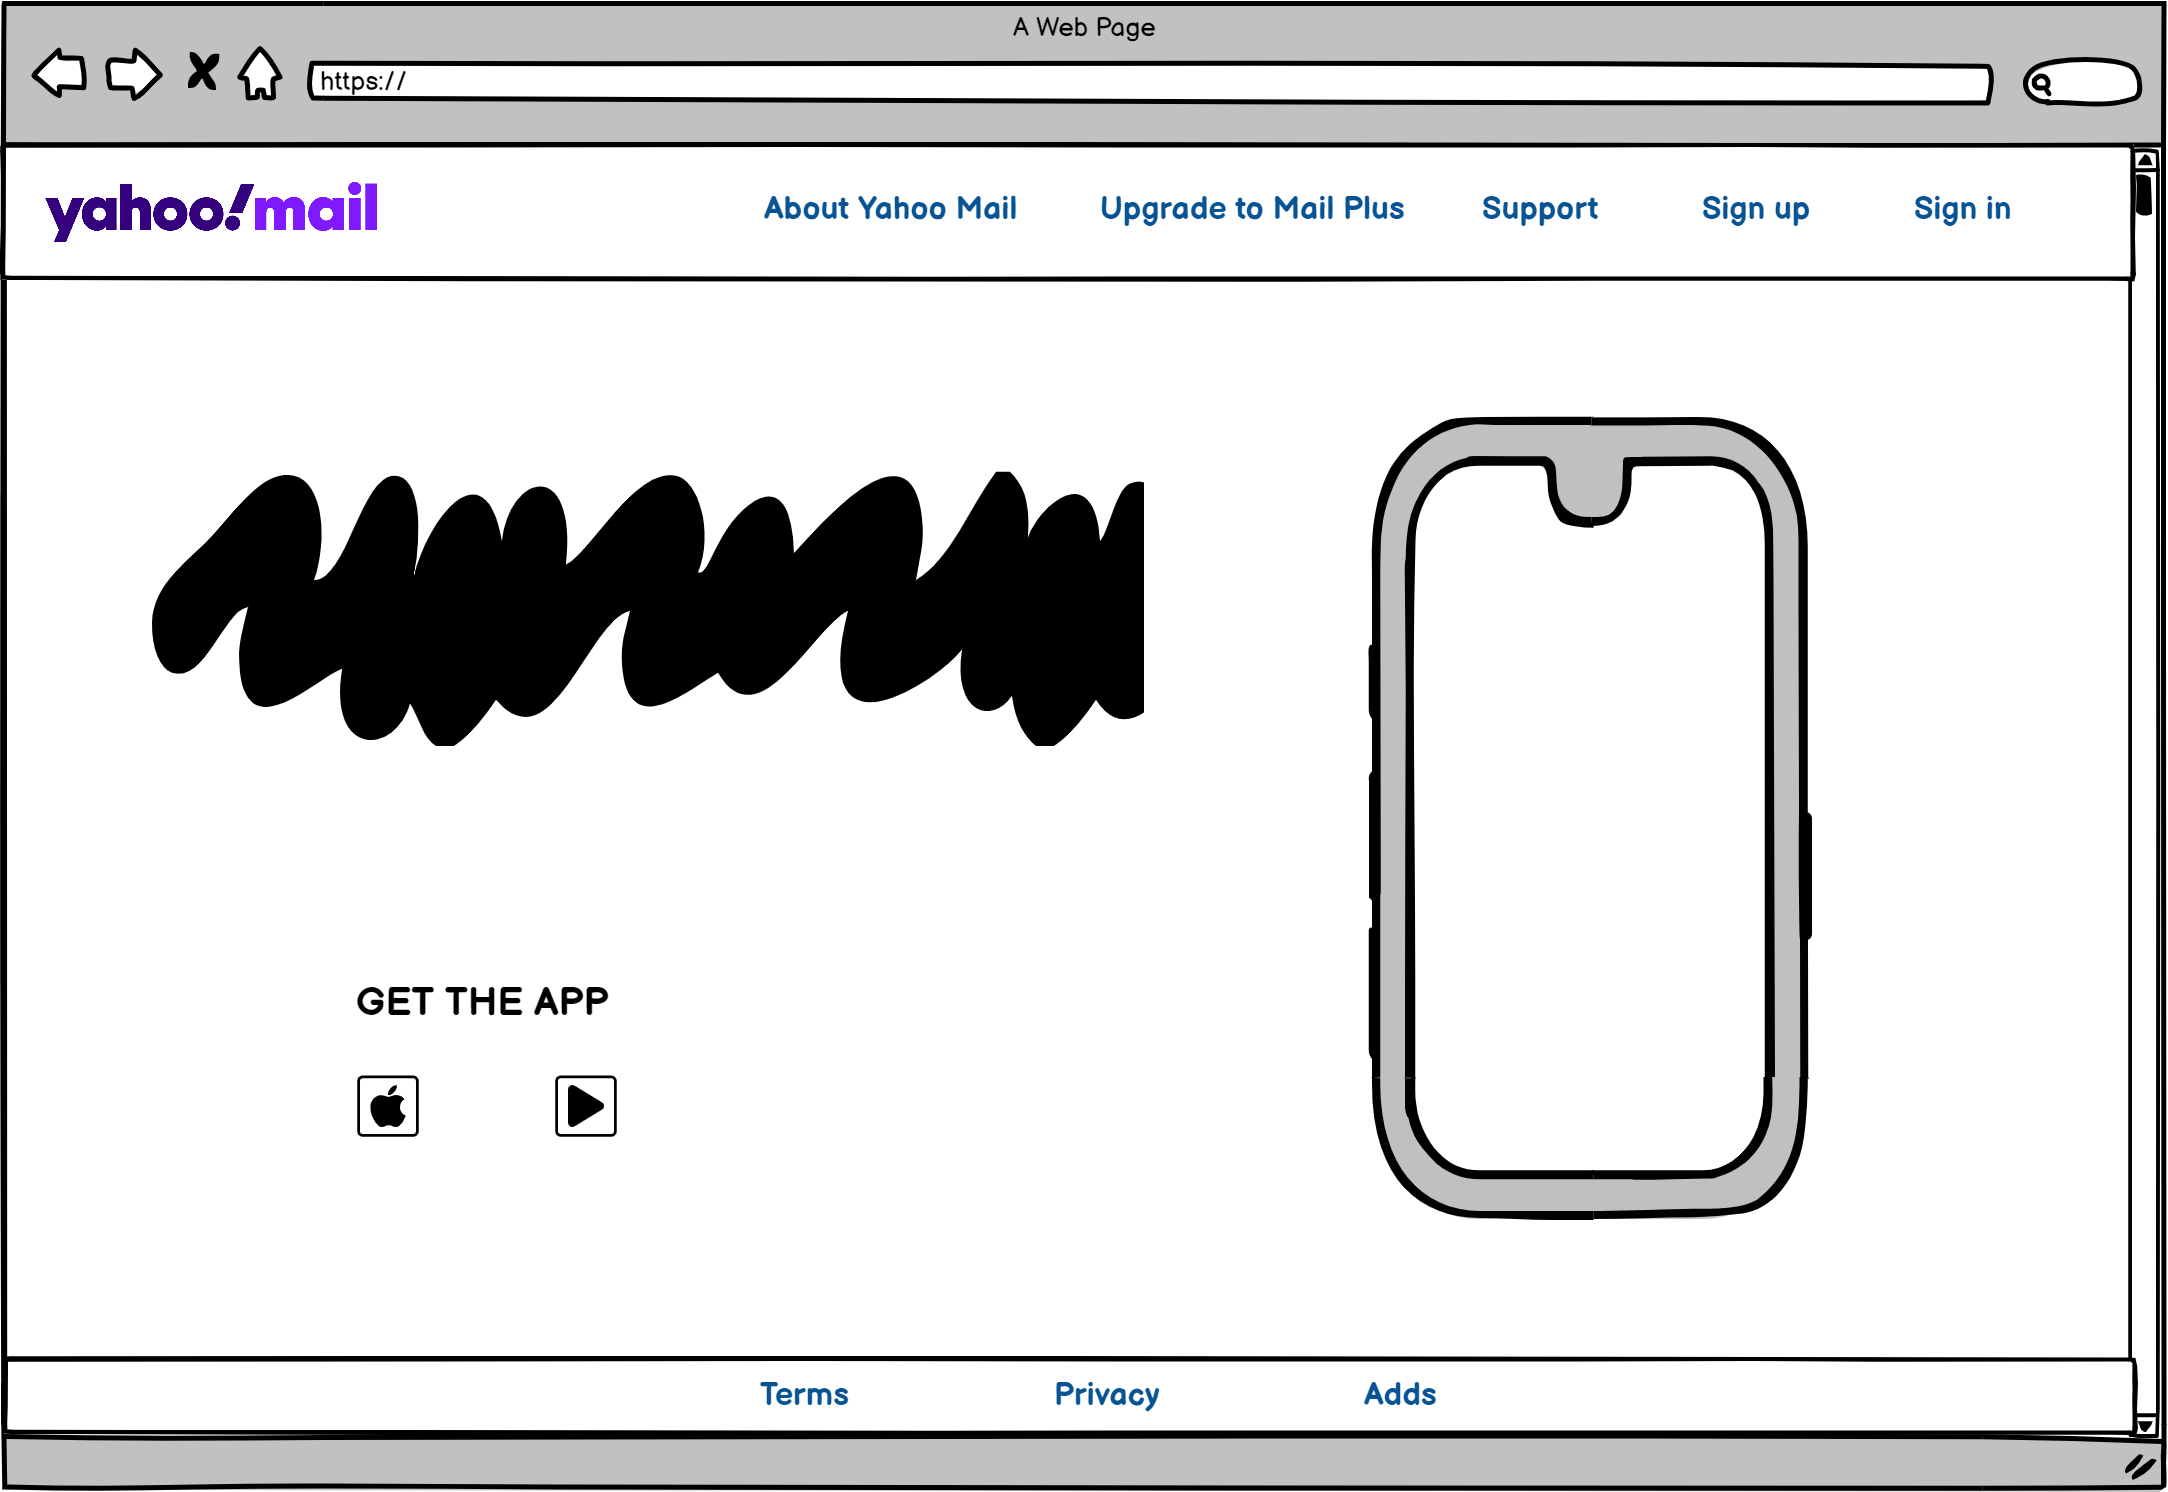 A Web Page
https://
yahoo!mail
About Yahoo Mail Upgrade to Mail Plus Support Sign up Sign in
GET THE APP
Terms Privacy Adds